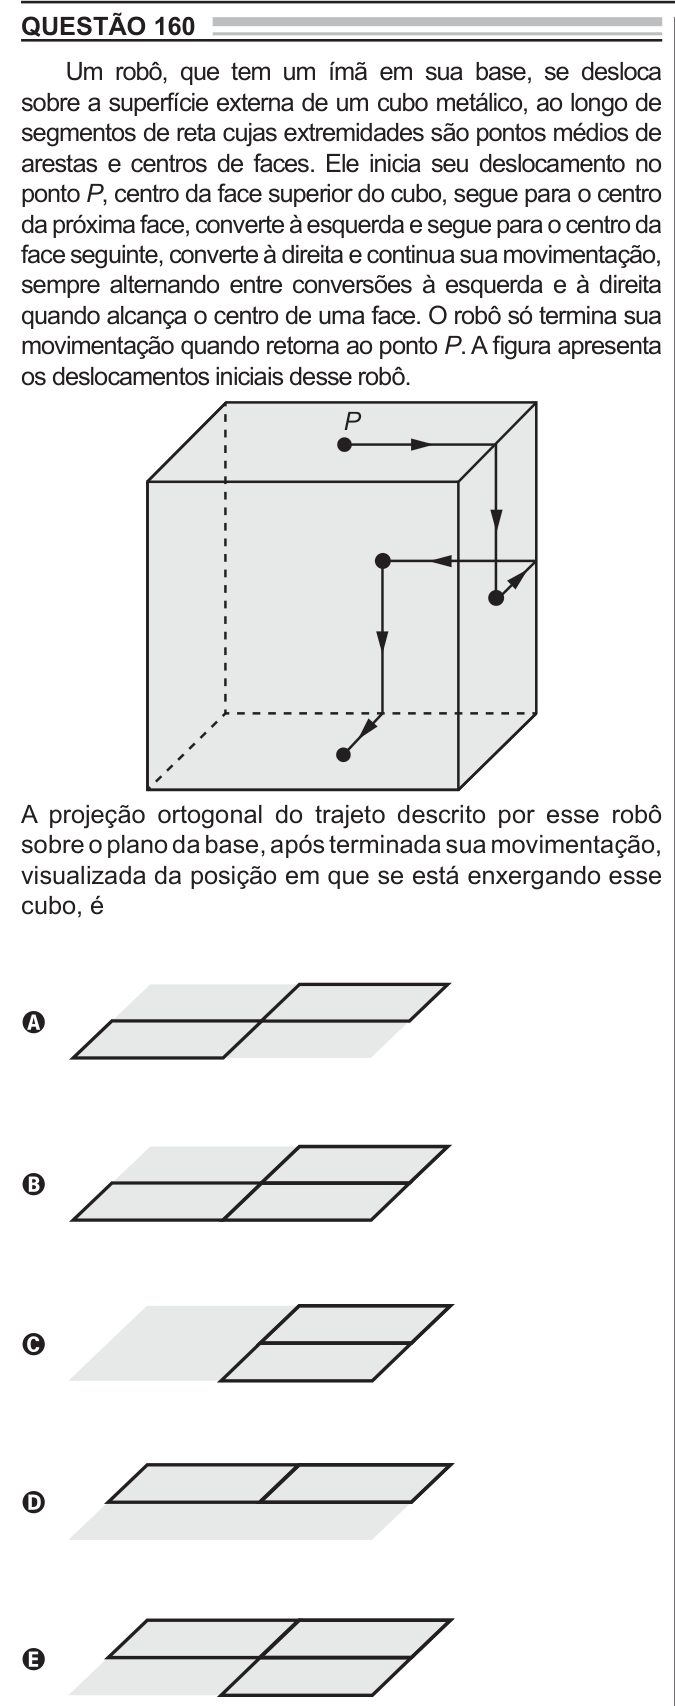 QUESTÃO 160
Um robô, que tem um ímã em sua base, se desloca
sobre a superfície externa de um cubo metálico, ao longo de
segmentos de reta cujas extremidades são pontos médios de
arestas e centros de faces. Ele inicia seu deslocamento no
ponto P, centro da face superior do cubo, segue para o centro
da próxima face, converte à esquerda e segue para o centro da
face seguinte, converte à direita e continua sua movimentação,
sempre alternando entre conversões à esquerda e à direita
quando alcança o centro de uma face. O robô só termina sua
movimentação quando retorna ao ponto P. A figura apresenta
os deslocamentos iniciais desse robô.
P
A projeção ortogonal do trajeto descrito por esse robô
sobre o plano da base, após terminada sua movimentação,
visualizada da posição em que se está enxergando esse
cubo, é
A
B
C
D
E